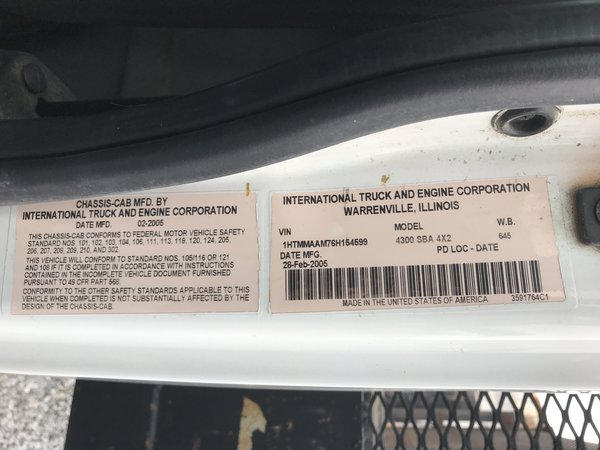 CHASSIS-CAB MFD. BY
INTERNATIONAL TRUCK AND ENGINE CORPORATION
DATE MFD. 02-2005
THIS VEHICLE CONFORMS TO FEDERAL MOTOR VEHICLE SAFETY
STANDARD NOS. 101, 102, 103, 104, 106, 111, 113, 119, 120, 124, 205,
206, 207, 208, 209, 210, AND 302.
THIS VEHICLE WILL CONFORM TO STANDARD NOS. 105/116 OR 121
AND 108 IF IT IS COMPLETED IN ACCORDANCE WITH THE INSTRUCTIONS
CONTAINED IN THE INCOMPLETE VEHICLE DOCUMENT FURNISHED
PURSUANT TO 49 CFR PART 568.
CONFORMITY TO THE OTHER SAFETY STANDARDS APPLICABLE TO THIS
VEHICLE WHEN COMPLETED IS NOT SUBSTANTIALLY AFFECTED BY THE
DESIGN OF THE CHASSIS-CAB.
INTERNATIONAL TRUCK AND ENGINE CORPORATION
WARRENVILLE, ILLINOIS
VIN MODEL W.B.
1HTMMAAM76H164599 4300 SBA 4X2 645
DATE MFG. PD LOC - DATE
28-Feb-2005
MADE IN THE UNITED STATES OF AMERICA 3591764C1